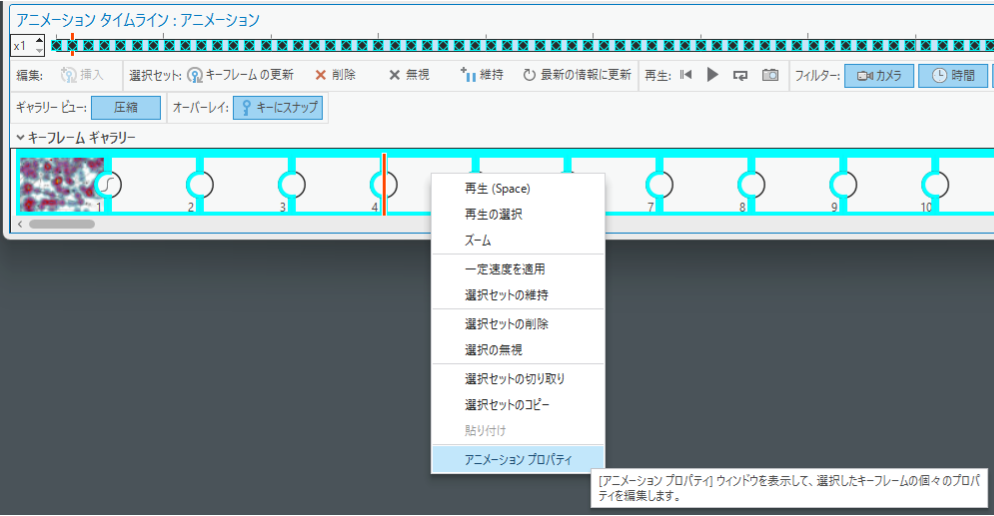 アニメーション タイムライン : アニメーション
x1
編集: 挿入 選択セット: キーフレームの更新 削除 無視 維持 最新の情報に更新 再生: フィルター: カメラ 時間
ギャラリー ビュー: 圧縮 オーバーレイ: キーにスナップ
キーフレーム ギャラリー
1 2 3 4 7 8 9 10
再生 (Space)
再生の選択
ズーム
一定速度を適用
選択セットの維持
選択セットの削除
選択の無視
選択セットの切り取り
選択セットのコピー
貼り付け
アニメーション プロパティ
[アニメーション プロパティ] ウィンドウを表示して、選択したキーフレームの個々のプロパ
ティを編集します。